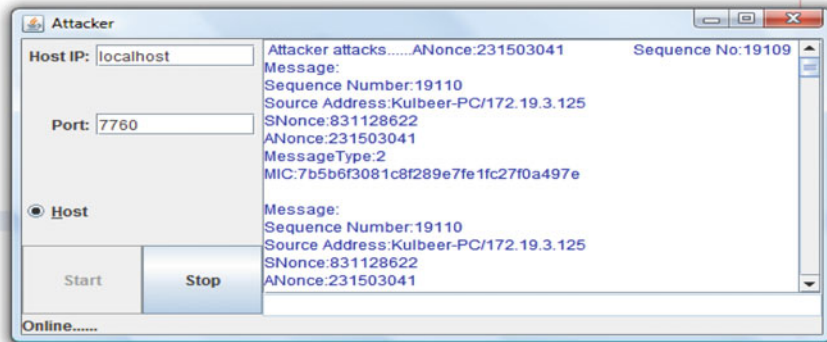 Attacker
Host IP: localhost
Port: 7760
Host
Start
Stop
Online......
Attacker attacks......ANonce:231503041 Sequence No:19109
Message:
Sequence Number:19110
Source Address:Kulbeer-PC/172.19.3.125
SNonce:831128622
ANonce:231503041
MessageType:2
MIC:7b5b6f3081c8f289e7fe1fc27f0a497e
Message:
Sequence Number:19110
Source Address:Kulbeer-PC/172.19.3.125
SNonce:831128622
ANonce:231503041